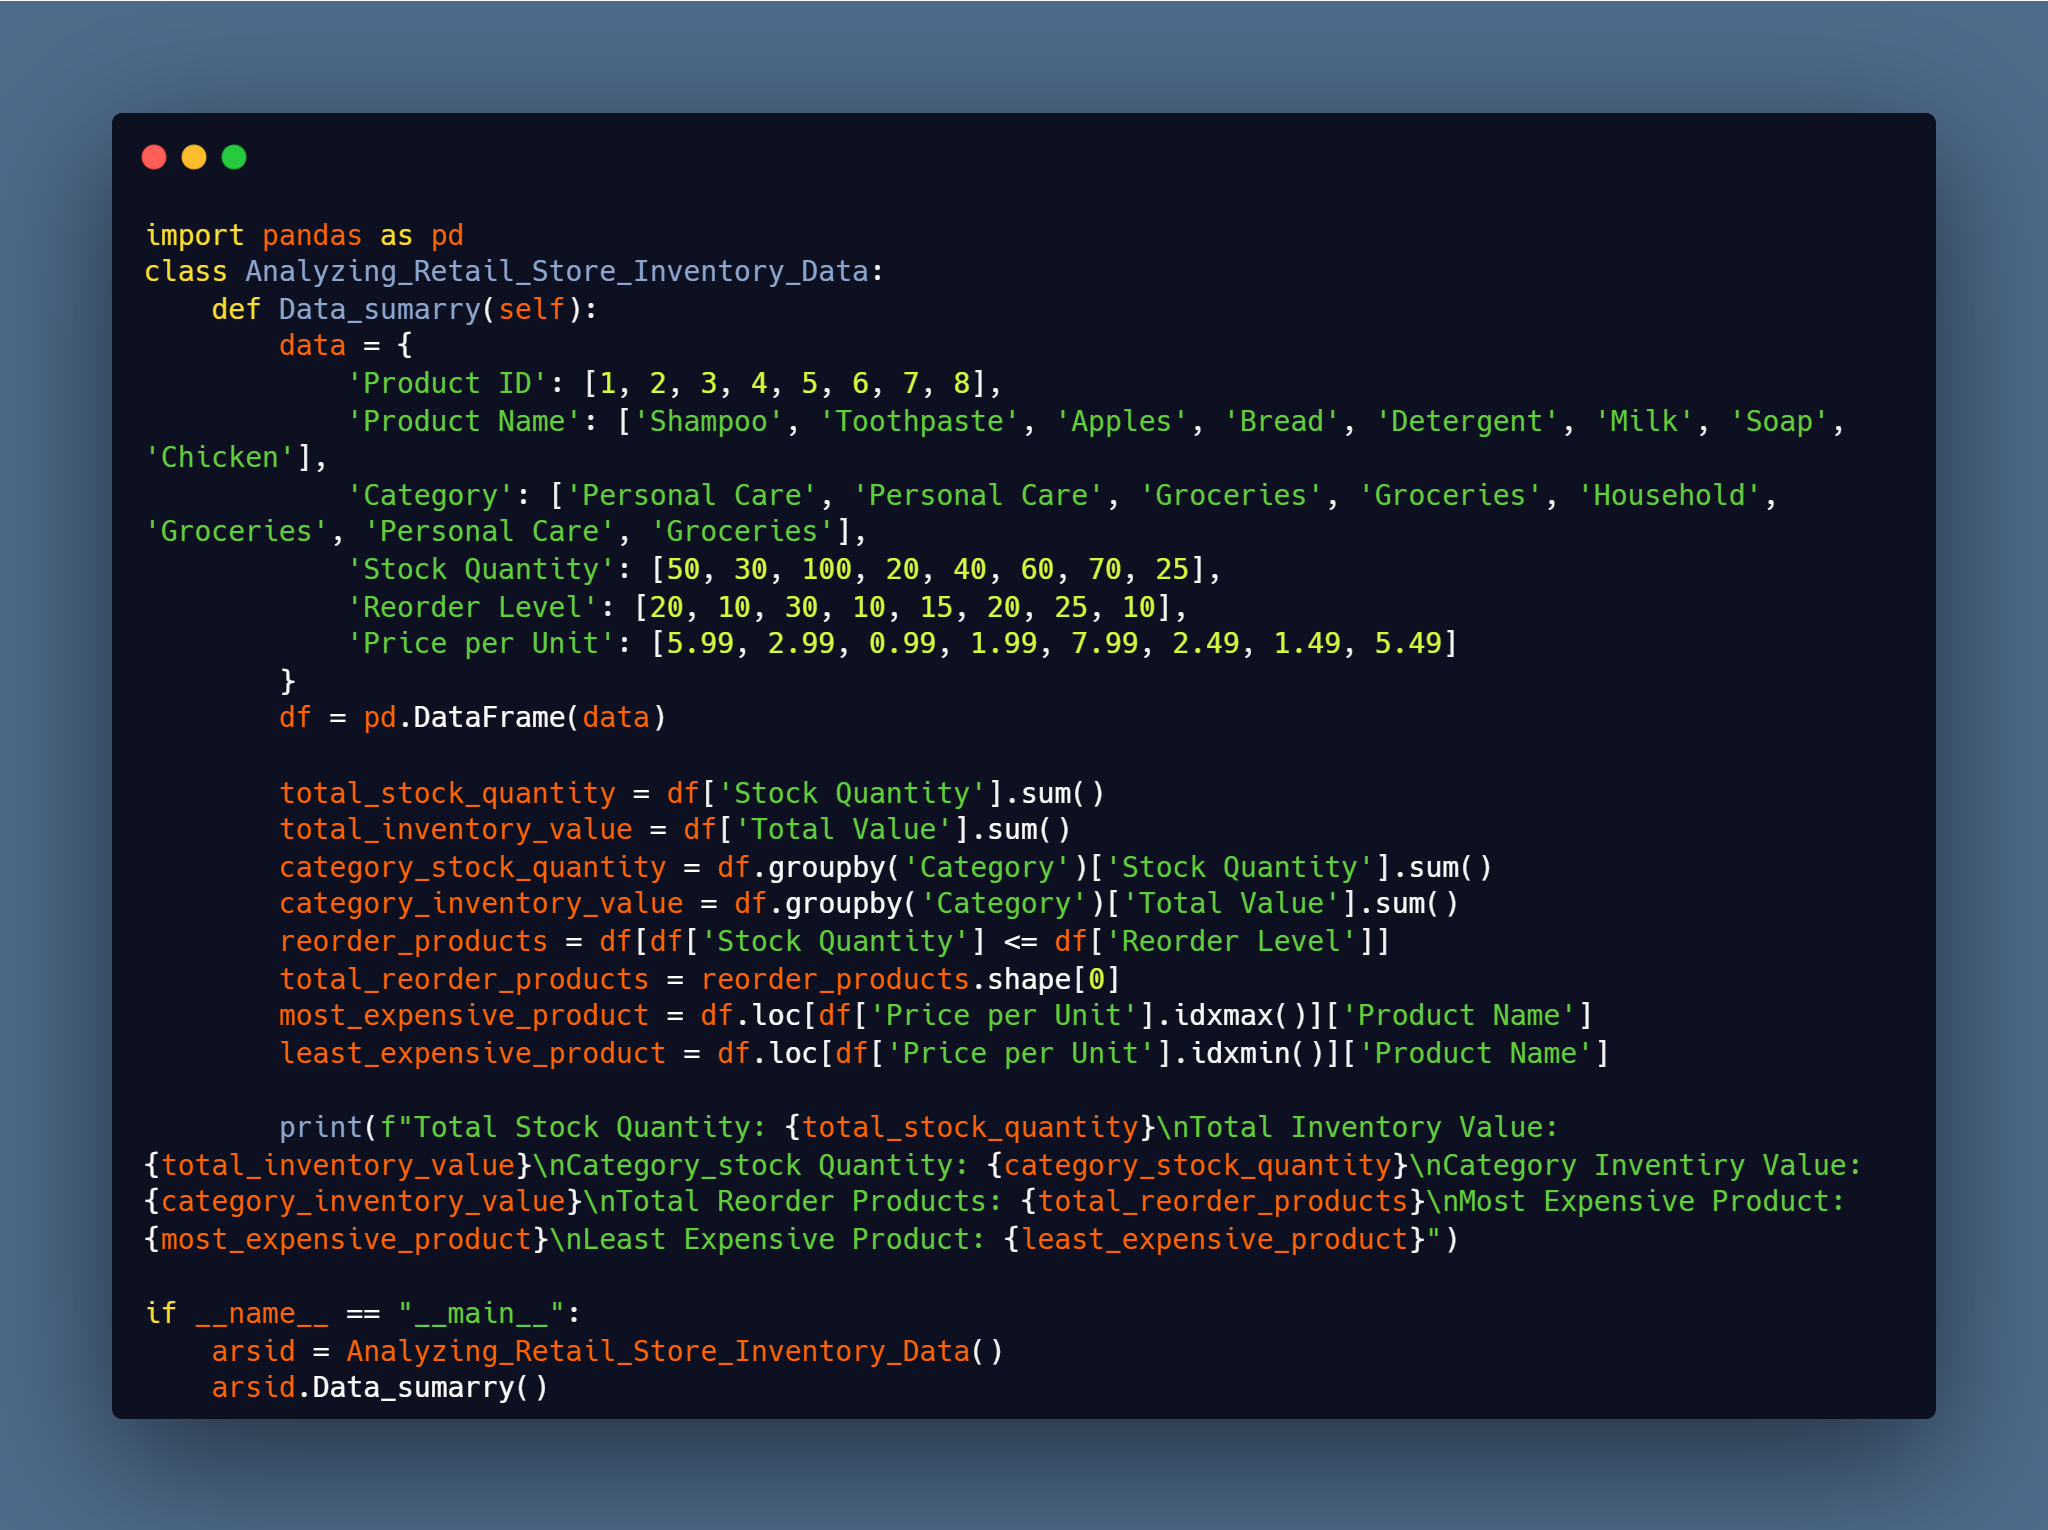 import pandas as pd
class Analyzing_Retail_Store_Inventory_Data:
    def Data_sumarry(self):
        data = {
            'Product ID': [1, 2, 3, 4, 5, 6, 7, 8],
            'Product Name': ['Shampoo', 'Toothpaste', 'Apples', 'Bread', 'Detergent', 'Milk', 'Soap',
'Chicken'],
            'Category': ['Personal Care', 'Personal Care', 'Groceries', 'Groceries', 'Household',
'Groceries', 'Personal Care', 'Groceries'],
            'Stock Quantity': [50, 30, 100, 20, 40, 60, 70, 25],
            'Reorder Level': [20, 10, 30, 10, 15, 20, 25, 10],
            'Price per Unit': [5.99, 2.99, 0.99, 1.99, 7.99, 2.49, 1.49, 5.49]
        }
        df = pd.DataFrame(data)

        total_stock_quantity = df['Stock Quantity'].sum()
        total_inventory_value = df['Total Value'].sum()
        category_stock_quantity = df.groupby('Category')['Stock Quantity'].sum()
        category_inventory_value = df.groupby('Category')['Total Value'].sum()
        reorder_products = df[df['Stock Quantity'] <= df['Reorder Level']]
        total_reorder_products = reorder_products.shape[0]
        most_expensive_product = df.loc[df['Price per Unit'].idxmax()]['Product Name']
        least_expensive_product = df.loc[df['Price per Unit'].idxmin()]['Product Name']

        print(f"Total Stock Quantity: {total_stock_quantity}\nTotal Inventory Value:
{total_inventory_value}\nCategory_stock Quantity: {category_stock_quantity}\nCategory Inventiry Value:
{category_inventory_value}\nTotal Reorder Products: {total_reorder_products}\nMost Expensive Product:
{most_expensive_product}\nLeast Expensive Product: {least_expensive_product}")

if __name__ == "__main__":
    arsid = Analyzing_Retail_Store_Inventory_Data()
    arsid.Data_sumarry()